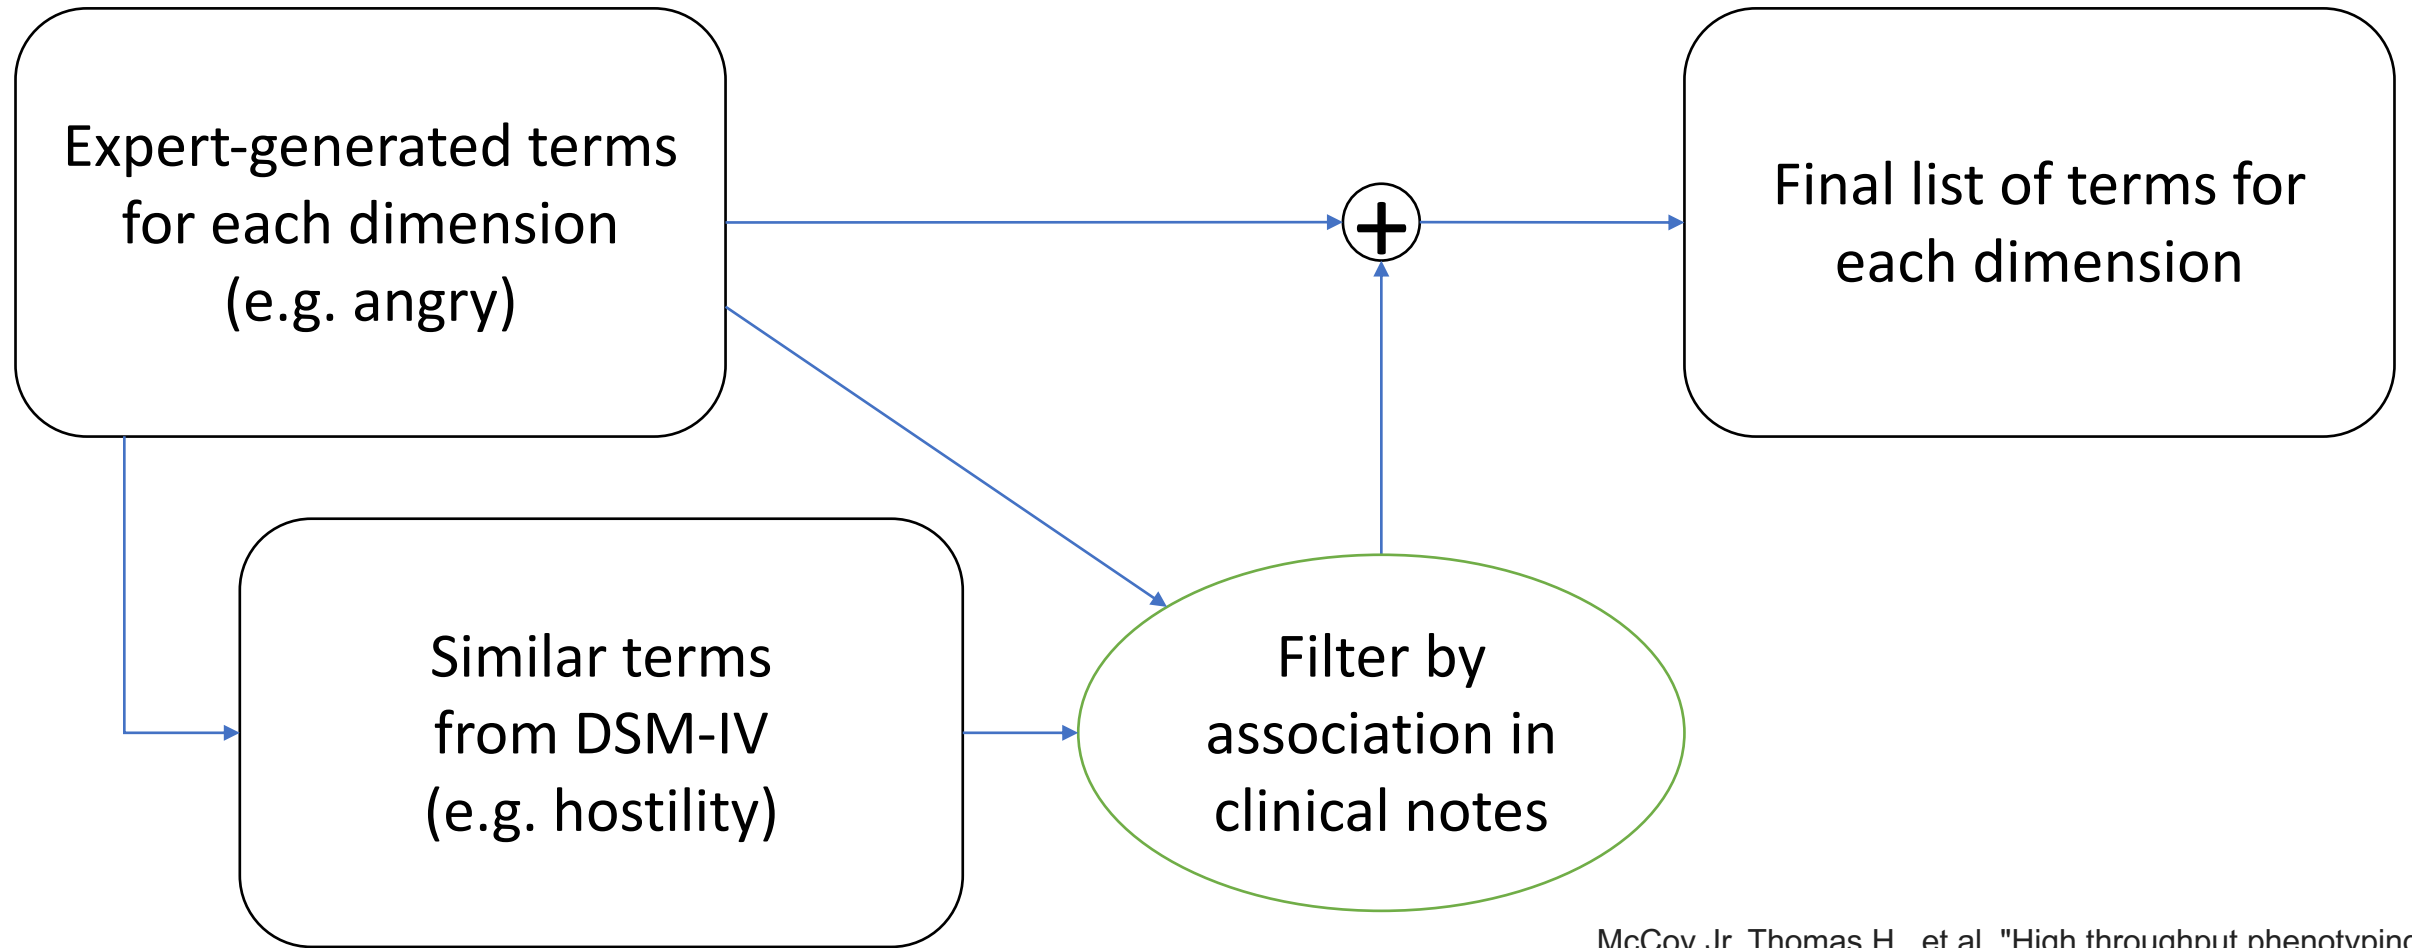 Expert-generated terms
for each dimension
(e.g. angry)
+
Final list of terms for
each dimension
Similar terms
from DSM-IV
(e.g. hostility)
Filter by
association in
clinical notes
McCoy Jr, Thomas H., et al. "High throughput phenotyping